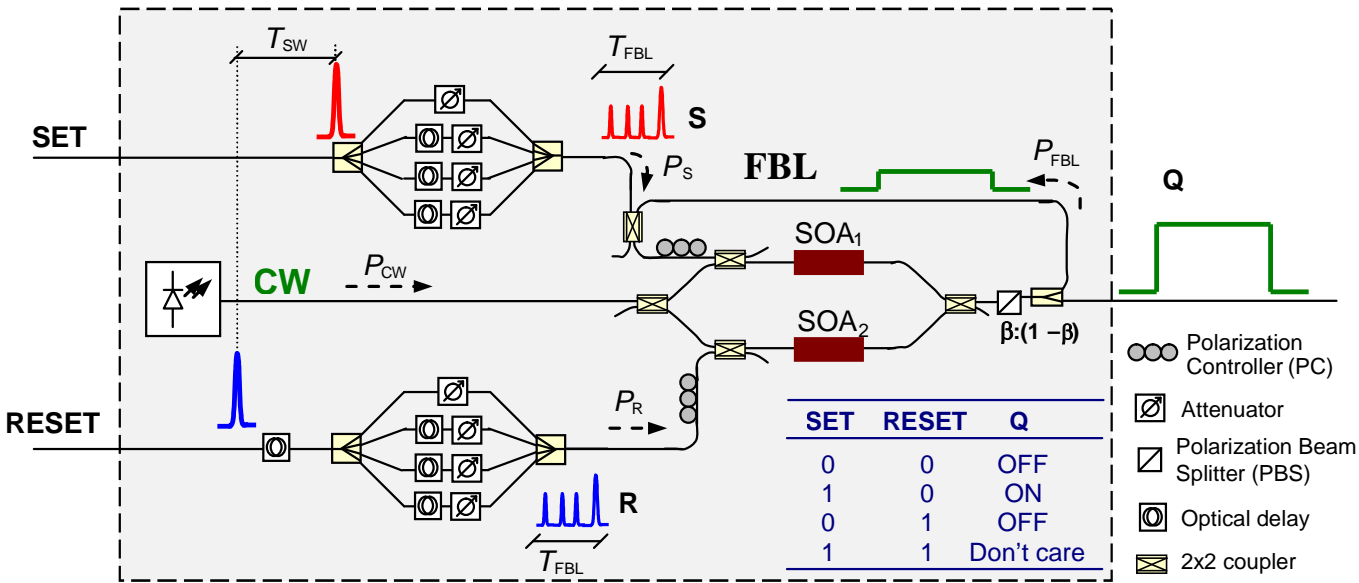 T_SW
T_FBL
SET
S
P_S
FBL
P_FBL
Q
SOA₁
CW
P_CW
SOA₂
β:(1 −β)
RESET
P_R
R
T_FBL
SET RESET Q
0 0 OFF
1 0 ON
0 1 OFF
1 1 Don't care
Polarization
Controller (PC)
Attenuator
Polarization Beam
Splitter (PBS)
Optical delay
2x2 coupler